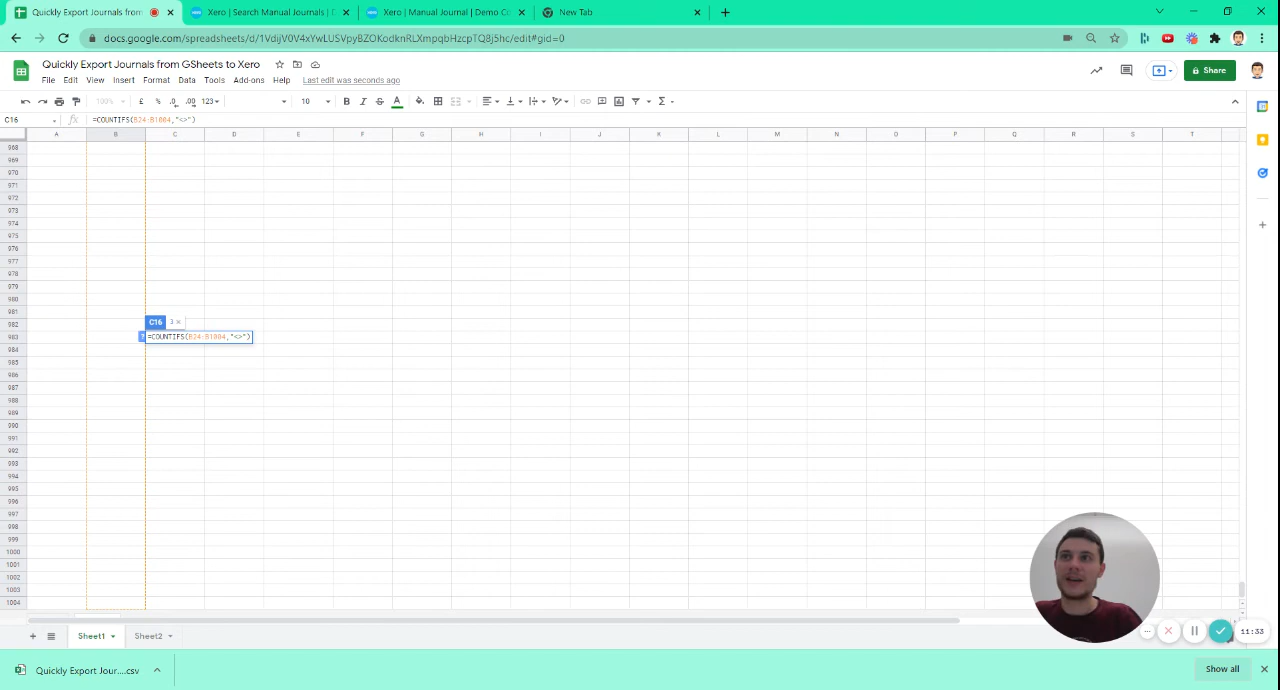 Quickly Export Journals from
Xero | Search Manual Journals | D
Xero | Manual Journal | Demo C
New Tab
docs.google.com/spreadsheets/d/1VdijV0V4xYwLUSVpyBZOKodknRLXmpqbHzcpTQ8j5hc/edit#gid=0
Quickly Export Journals from GSheets to Xero
File Edit View Insert Format Data Tools Add-ons Help Last edit was seconds ago
Share
100% £ % .0 .00 123 10 B I S A Σ
C16 fx =COUNTIFS(B24:B1004,"<>")
A B C D E F G H I J K L M N O P Q R S T
968
969
970
971
972
973
974
975
976
977
978
979
980
981
982 C16 3 ×
983 ? =COUNTIFS(B24:B1004,"<>")
984
985
986
987
988
989
990
991
992
993
994
995
996
997
998
999
1000
1001
1002
1003
1004
11:33
Sheet1 Sheet2
Quickly Export Jour....csv
Show all